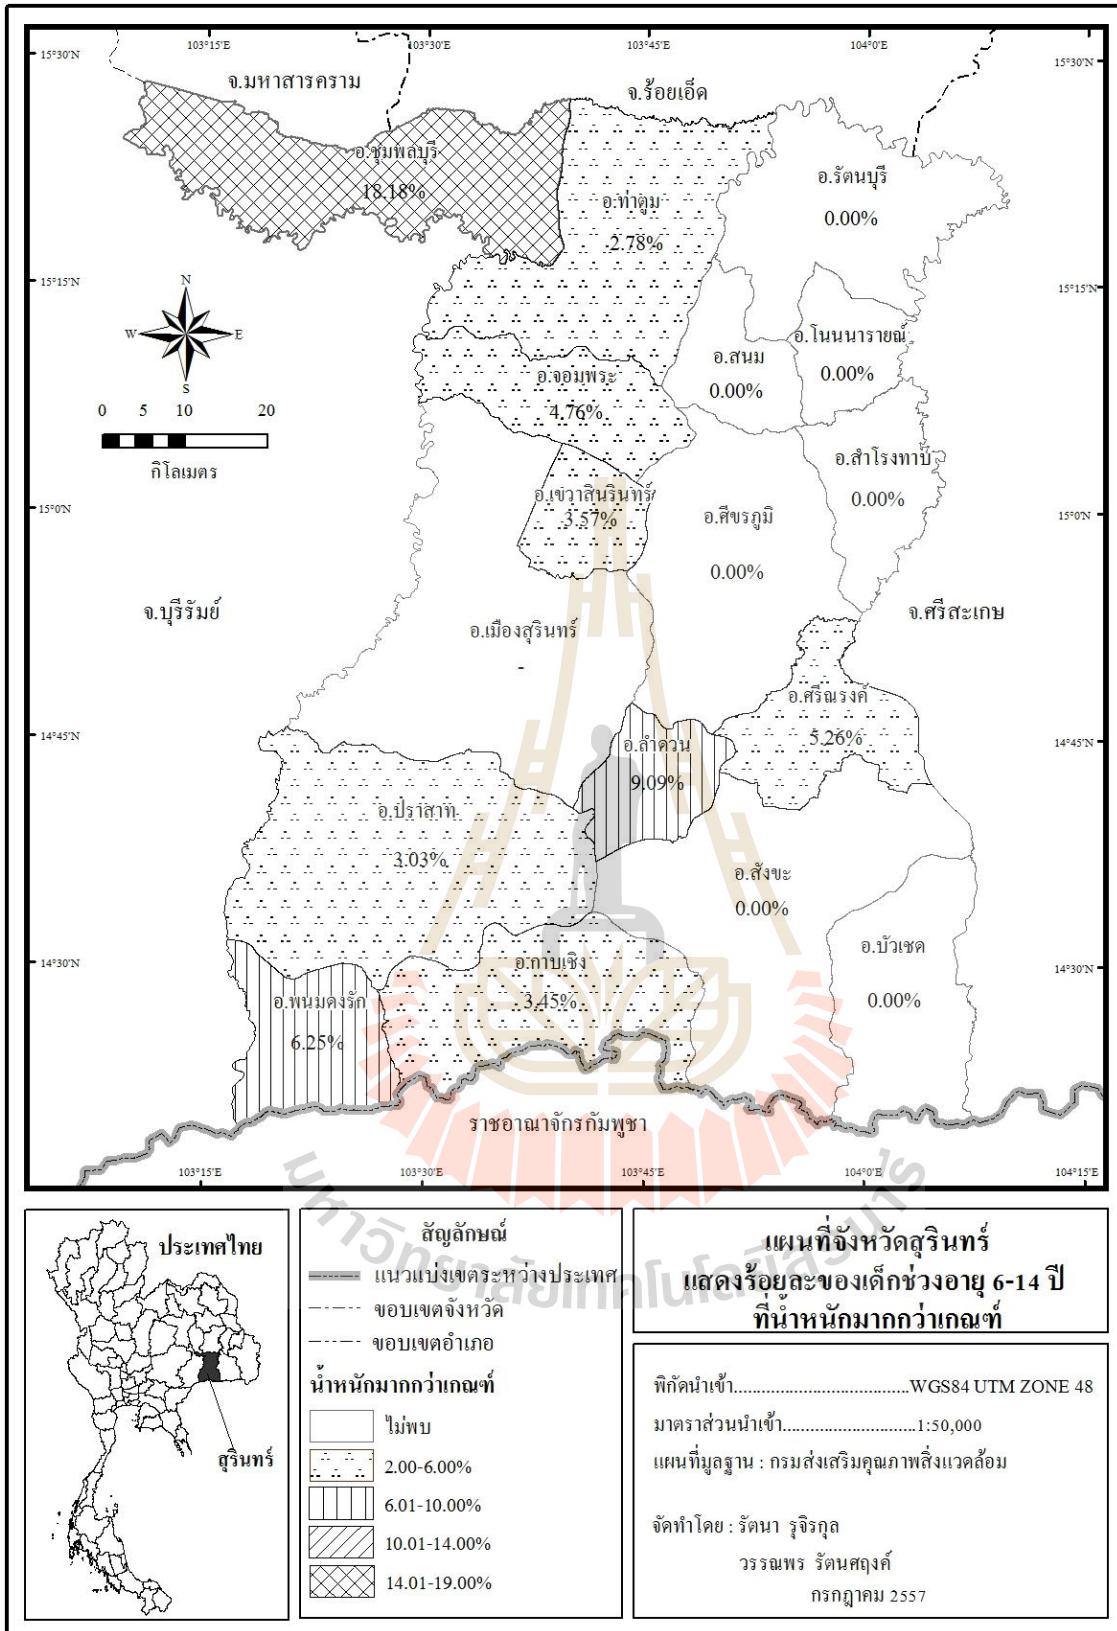 103°15'E 103°30'E 103°45'E 104°0'E
15°30'N 15°30'N
จ.มหาสารคราม
จ.ร้อยเอ็ด
อ.ชุมพลบุรี
18.18%
อ.ท่าตูม
2.78%
อ.รัตนบุรี
0.00%
15°15'N 15°15'N
N
W E
S
อ.สนม
0.00%
อ.โนนนารายณ์
0.00%
อ.จอมพระ
4.76%
0 5 10 20
กิโลเมตร
อ.สำโรงทาบ
0.00%
อ.เขวาสินรินทร์
3.57%
15°0'N 15°0'N
อ.ศีขรภูมิ
0.00%
จ.บุรีรัมย์
จ.ศรีสะเกษ
อ.เมืองสุรินทร์
-
อ.ศรีณรงค์
5.26%
14°45'N 14°45'N
อ.ลำดวน
9.09%
อ.ปราสาท
3.03%
อ.สังขะ
0.00%
อ.บัวเชด
0.00%
14°30'N 14°30'N
อ.กาบเชิง
3.45%
อ.พนมดงรัก
6.25%
ราชอาณาจักรกัมพูชา
103°15'E 103°30'E 103°45'E 104°0'E 104°15'E
มหาวิทยาลัยเทคโนโลยีสุรนารี
ประเทศไทย
สุรินทร์
สัญลักษณ์
แนวแบ่งเขตระหว่างประเทศ
ขอบเขตจังหวัด
ขอบเขตอำเภอ
น้ำหนักมากกว่าเกณฑ์
ไม่พบ
2.00-6.00%
6.01-10.00%
10.01-14.00%
14.01-19.00%
แผนที่จังหวัดสุรินทร์
แสดงร้อยละของเด็กช่วงอายุ 6-14 ปี
ที่น้ำหนักมากกว่าเกณฑ์
พิกัดนำเข้า.................................WGS84 UTM ZONE 48
มาตราส่วนนำเข้า.........................1:50,000
แผนที่มูลฐาน : กรมส่งเสริมคุณภาพสิ่งแวดล้อม
จัดทำโดย : รัตนา รุจิรกุล
วรรณพร รัตนศฤงค์
กรกฎาคม 2557